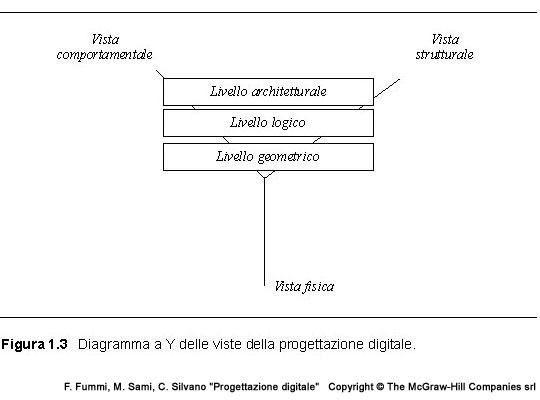 Vista
comportamentale
Vista
strutturale
Livello architetturale
Livello logico
Livello geometrico
Vista fisica
Figura 1.3 Diagramma a Y delle viste della progettazione digitale.
F. Fummi, M. Sami, C. Silvano "Progettazione digitale" Copyright © The McGraw-Hill Companies srl